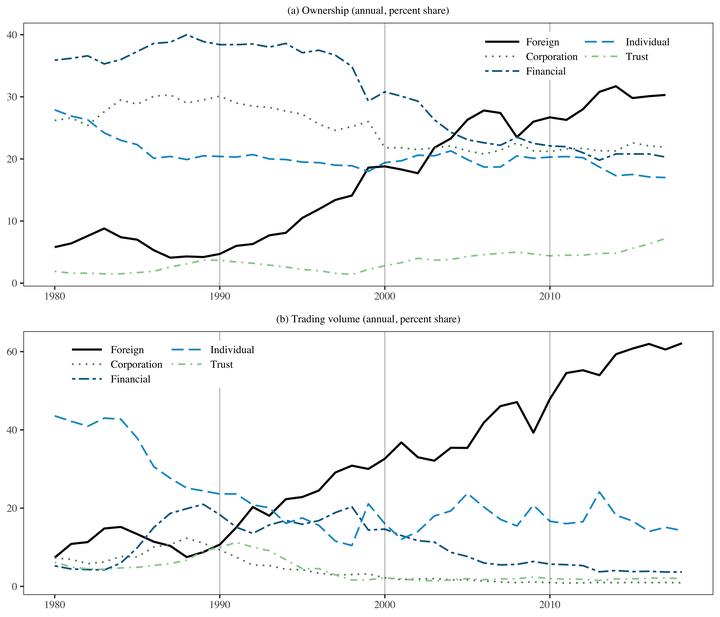 (a) Ownership (annual, percent share)
40
30
20
10
0
Foreign
Individual
Corporation
Trust
Financial
1980
1990
2000
2010
(b) Trading volume (annual, percent share)
60
40
20
0
Foreign
Individual
Corporation
Trust
Financial
1980
1990
2000
2010